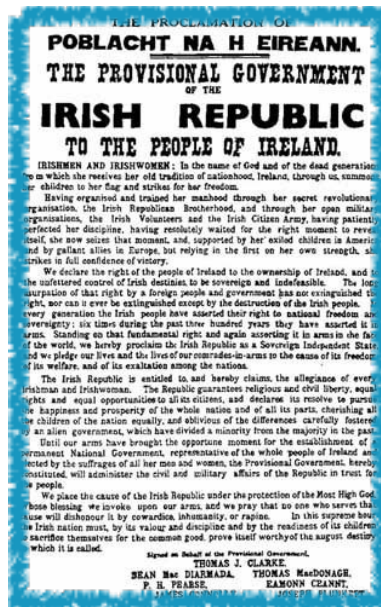 THE PROCLAMATION OF
POBLACHT NA H EIREANN.
THE PROVISIONAL GOVERNMENT
OF THE
IRISH REPUBLIC
TO THE PEOPLE OF IRELAND.
IRISHMEN AND IRISHWOMEN: In the name of God and of the dead generation
from which she receives her old tradition of nationhood, Ireland, through us, summon
her children to her flag and strikes for her freedom.
Having organised and trained her manhood through her secret revolutionary
organisation, the Irish Republican Brotherhood, and through her open military
organisations, the Irish Volunteers and the Irish Citizen Army, having patiently
perfected her discipline, having resolutely waited for the right moment to reveal
itself, she now seizes that moment, and, supported by her exiled children in America
and by gallant allies in Europe, but relying in the first on her own strength, she
strikes in full confidence of victory.
We declare the right of the people of Ireland to the ownership of Ireland, and to
the unfettered control of Irish destinies, to be sovereign and indefeasible. The long
usurpation of that right by a foreign people and government has not extinguished the
right, nor can it ever be extinguished except by the destruction of the Irish people. In
every generation the Irish people have asserted their right to national freedom and
sovereignty; six times during the past three hundred years they have asserted it in
arms. Standing on that fundamental right and again asserting it in arms in the face
of the world, we hereby proclaim the Irish Republic as a Sovereign Independent State,
and we pledge our lives and the lives of our comrades-in-arms to the cause of its freedom,
of its welfare, and of its exaltation among the nations.
The Irish Republic is entitled to, and hereby claims, the allegiance of every
Irishman and Irishwoman. The Republic guarantees religious and civil liberty, equal
rights and equal opportunities to all its citizens, and declares its resolve to pursue
the happiness and prosperity of the whole nation and of all its parts, cherishing all
the children of the nation equally, and oblivious of the differences carefully fostered
by an alien government, which have divided a minority from the majority in the past.
Until our arms have brought the opportune moment for the establishment of a
permanent National Government, representative of the whole people of Ireland and
elected by the suffrages of all her men and women, the Provisional Government, hereby
constituted, will administer the civil and military affairs of the Republic in trust for
the people.
We place the cause of the Irish Republic under the protection of the Most High God,
Whose blessing we invoke upon our arms, and we pray that no one who serves that
cause will dishonour it by cowardice, inhumanity, or rapine. In this supreme hour
the Irish nation must, by its valour and discipline and by the readiness of its children
to sacrifice themselves for the common good, prove itself worthy of the august destiny
to which it is called.
Signed on Behalf of the Provisional Government,
THOMAS J. CLARKE,
SEAN Mac DIARMADA, THOMAS MacDONAGH,
P. H. PEARSE, EAMONN CEANNT,
JAMES CONNOLLY, JOSEPH PLUNKETT